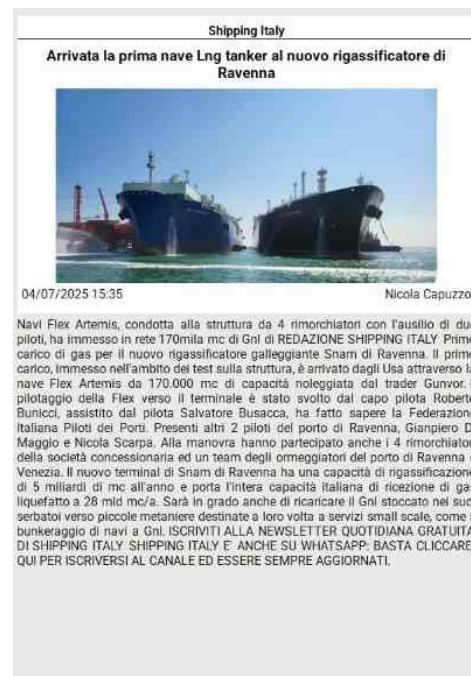 Shipping Italy
Arrivata la prima nave Lng tanker al nuovo rigassificatore di
Ravenna
04/07/2025 15:35
Nicola Capuzzo
Navi Flex Artemis, condotta alla struttura da 4 rimorchiatori con l'ausilio di
piloti, ha immesso in rete 170mila mc di Gnl di REDAZIONE SHIPPING ITALY
carico di gas per il nuovo rigassificatore galleggiante Snam di Ravenna. Il
carico, immesso nell'ambito dei test sulla struttura, è arrivato dagli Usa attraverso
nave Flex Artemis da 170.000 mc di capacità noleggiata dal trader Gunvor.
pilotaggio della Flex verso il terminale è stato svolto dal capo pilota
Bunicci, assistito dal pilota Salvatore Busacca, ha fatto sapere la Federazione
Italiana Piloti dei Porti. Presenti altri 2 piloti del porto di Ravenna, Gianpiero
Maggio e Nicola Scarpa. Alla manovra hanno partecipato anche i 4
della società concessionaria ed un team degli ormeggiatori del porto di Ravenna
Venezia. Il nuovo terminal di Snam di Ravenna ha una capacità di rigassificazione
di 5 miliardi di mc all'anno e porta l'intera capacità italiana di ricezione di
liquefatto a 28 mld mc/a. Sarà in grado anche di ricaricare il Gnl stoccato nei
serbatoi verso piccole metaniere destinate a loro volta a servizi small scale, come
bunkeraggio di navi a Gnl. ISCRIVITI ALLA NEWSLETTER QUOTIDIANA GRATUITA
DI SHIPPING ITALY SHIPPING ITALY E' ANCHE SU WHATSAPP: BASTA CLICCARE
QUI PER ISCRIVERSI AL CANALE ED ESSERE SEMPRE AGGIORNATI.